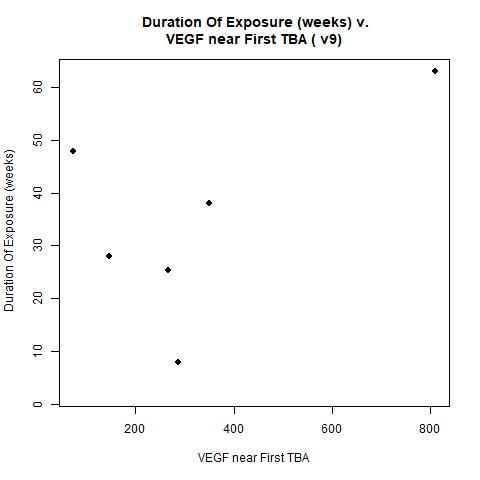 Duration Of Exposure (weeks) v.
VEGF near First TBA ( v9)
Duration Of Exposure (weeks)
60
50
40
30
20
10
0
200 400 600 800
VEGF near First TBA